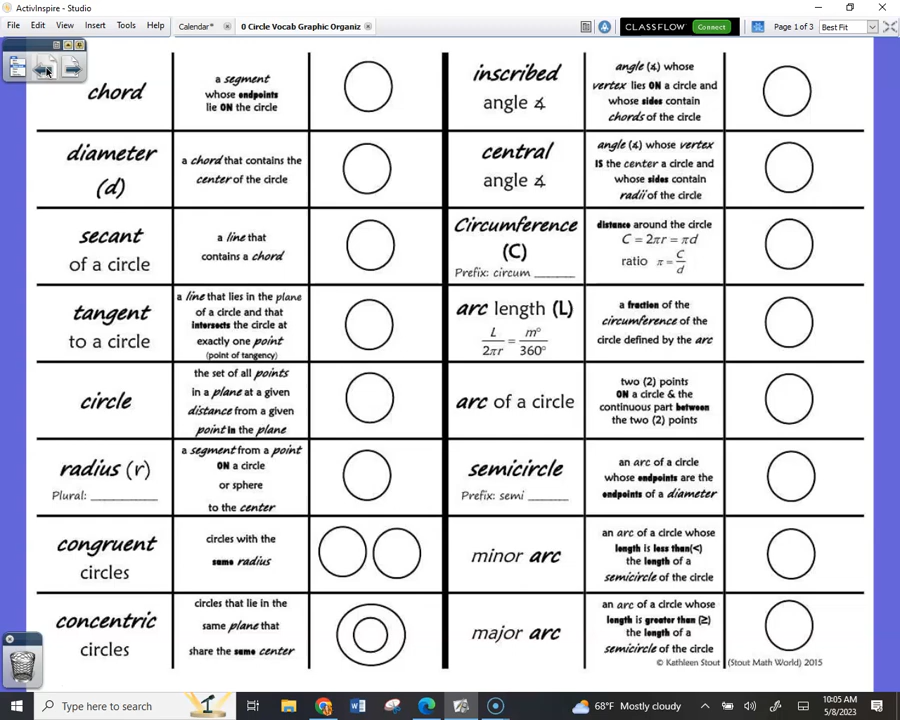 ActivInspire - Studio
File Edit View Insert Tools Help
Calendar*
0 Circle Vocab Graphic Organiz
CLASSFLOW Connect
Page 1 of 3
Best Fit
chord
a segment
whose endpoints
lie ON the circle
diameter
(d)
a chord that contains the
center of the circle
secant
of a circle
a line that
contains a chord
tangent
to a circle
a line that lies in the plane
of a circle and that
intersects the circle at
exactly one point
(point of tangency)
circle
the set of all points
in a plane at a given
distance from a given
point in the plane
radius (r)
Plural: ___________
a segment from a point
ON a circle
or sphere
to the center
congruent
circles
circles with the
same radius
concentric
circles
circles that lie in the
same plane that
share the same center
inscribed
angle ∡
angle (∡) whose
vertex lies ON a circle and
whose sides contain
chords of the circle
central
angle ∡
angle (∡) whose vertex
IS the center a circle and
whose sides contain
radii of the circle
Circumference
(C)
Prefix: circum _______
distance around the circle
C = 2πr = πd
ratio π = C/d
arc length (L)
L/2πr = m°/360°
a fraction of the
circumference of the
circle defined by the arc
arc of a circle
two (2) points
ON a circle & the
continuous part between
the two (2) points
semicircle
Prefix: semi _______
an arc of a circle
whose endpoints are the
endpoints of a diameter
minor arc
an arc of a circle whose
length is less than(<)
the length of a
semicircle of the circle
major arc
an arc of a circle whose
length is greater than (≥)
the length of a
semicircle of the circle
© Kathleen Stout (Stout Math World) 2015
Type here to search
68°F Mostly cloudy
10:05 AM
5/8/2023